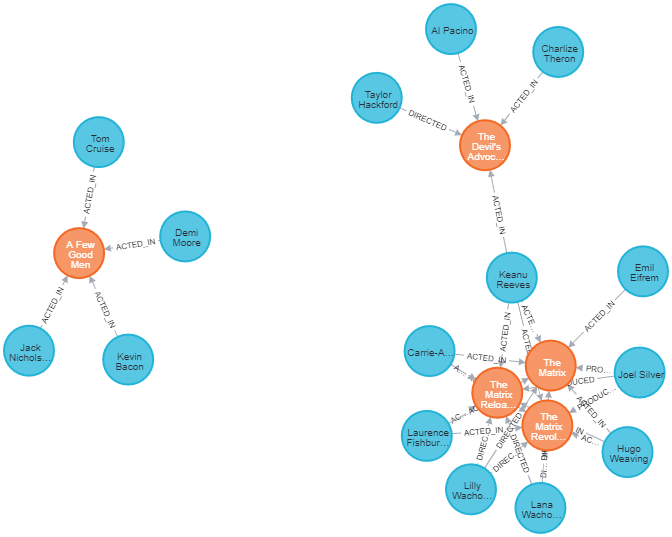 Al Pacino
Charlize
Theron
ACTED_IN
ACTED_IN
Taylor
Hackford
DIRECTED
The
Devil's
Advoc...
Tom
Cruise
ACTED_IN
ACTED_IN
Demi
Moore
ACTED_IN
A Few
Good
Men
ACTED_IN
ACTED_IN
Jack
Nichols...
Kevin
Bacon
Keanu
Reeves
Emil
Eifrem
ACTED_IN
ACTE...
ACTED_IN
Carrie-A...
ACTED_IN
A...
The
Matrix
PRO...
Joel Silver
DUCED
PRODUC...
The
Matrix
Reloa...
AC...
ACTED_IN
The
Matrix
Revol...
ACTED_IN
Laurence
Fishbur...
ACTED_IN
IN
AC...
Hugo
Weaving
DIREC...
DIRECTED
DIREC...
DIRECTED
DI...
Lilly
Wacho...
Lana
Wacho...